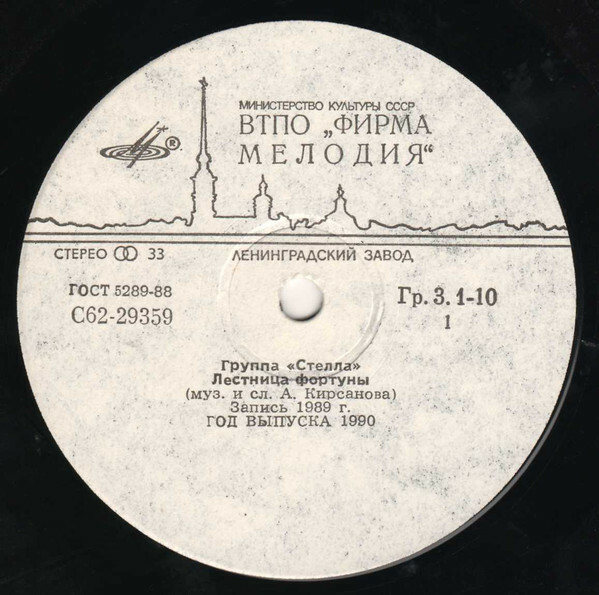 МИНИСТЕРСТВО КУЛЬТУРЫ СССР
ВТПО „ФИРМА
МЕЛОДИЯ“
®
СТЕРЕО 33
ЛЕНИНГРАДСКИЙ ЗАВОД
ГОСТ 5289-88
С62-29359
Гр. 3. 1-10
1
Группа «Стелла»
Лестница фортуны
(муз. и сл. А. Кирсанова)
Запись 1989 г.
ГОД ВЫПУСКА 1990